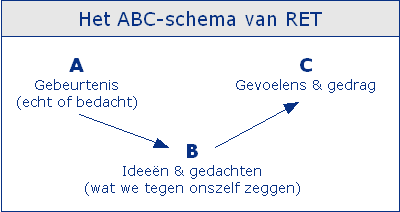 Het ABC-schema van RET
A
Gebeurtenis
(echt of bedacht)
C
Gevoelens & gedrag
B
Ideeën & gedachten
(wat we tegen onszelf zeggen)